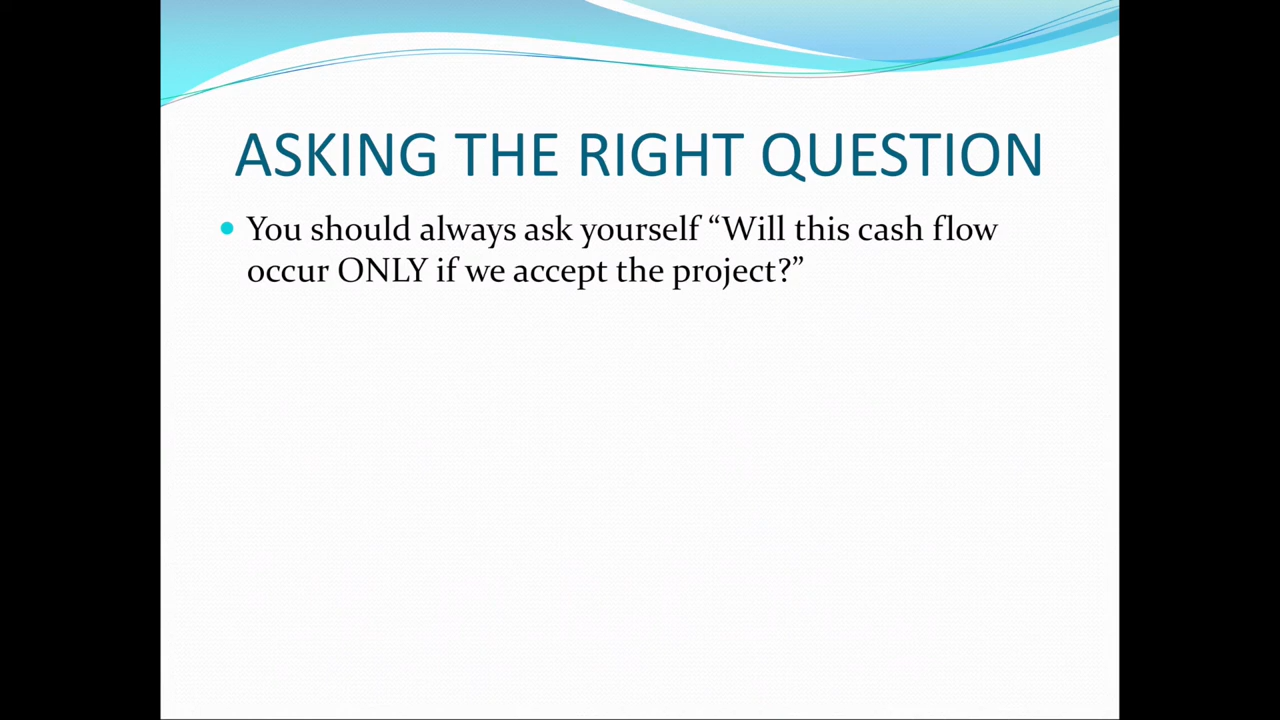 ASKING THE RIGHT QUESTION
• You should always ask yourself “Will this cash flow
occur ONLY if we accept the project?”